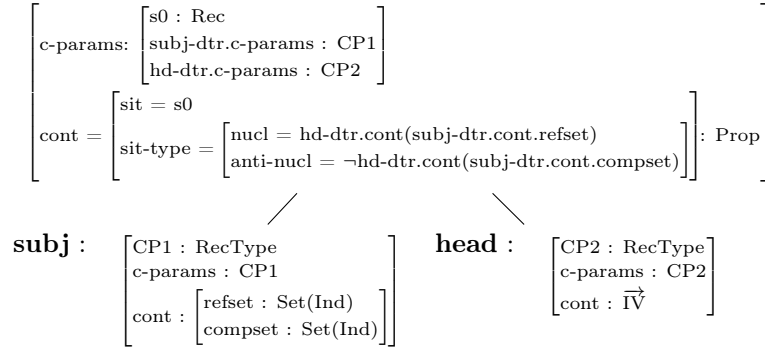 s0 : Rec
c-params: subj-dtr.c-params : CP1
hd-dtr.c-params : CP2
sit = s0
cont = sit-type = nucl = hd-dtr.cont(subj-dtr.cont.refset) : Prop
anti-nucl = ¬hd-dtr.cont(subj-dtr.cont.compset)
subj :
CP1 : RecType
c-params : CP1
cont : refset : Set(Ind)
compset : Set(Ind)
head :
CP2 : RecType
c-params : CP2
cont : I⃗V⃗